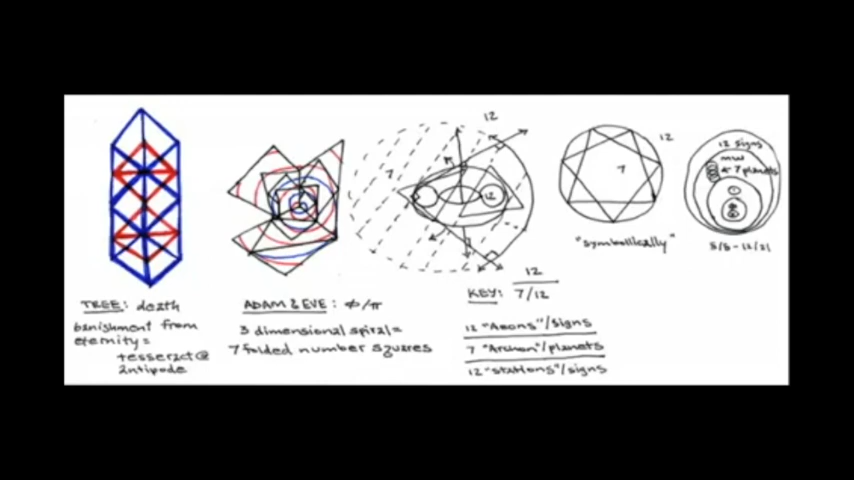 TREE: death
banishment from
eternity =
tesseract @
antipode
ADAM & EVE: ϕ/π
3 dimensional spiral =
7 folded number squares
12
7
12
KEY: 12
7/12
12 "Aeons"/signs
7 "Archon"/planets
12 "stations"/signs
12
7
"symbolically"
12 signs
mw
& 7 planets